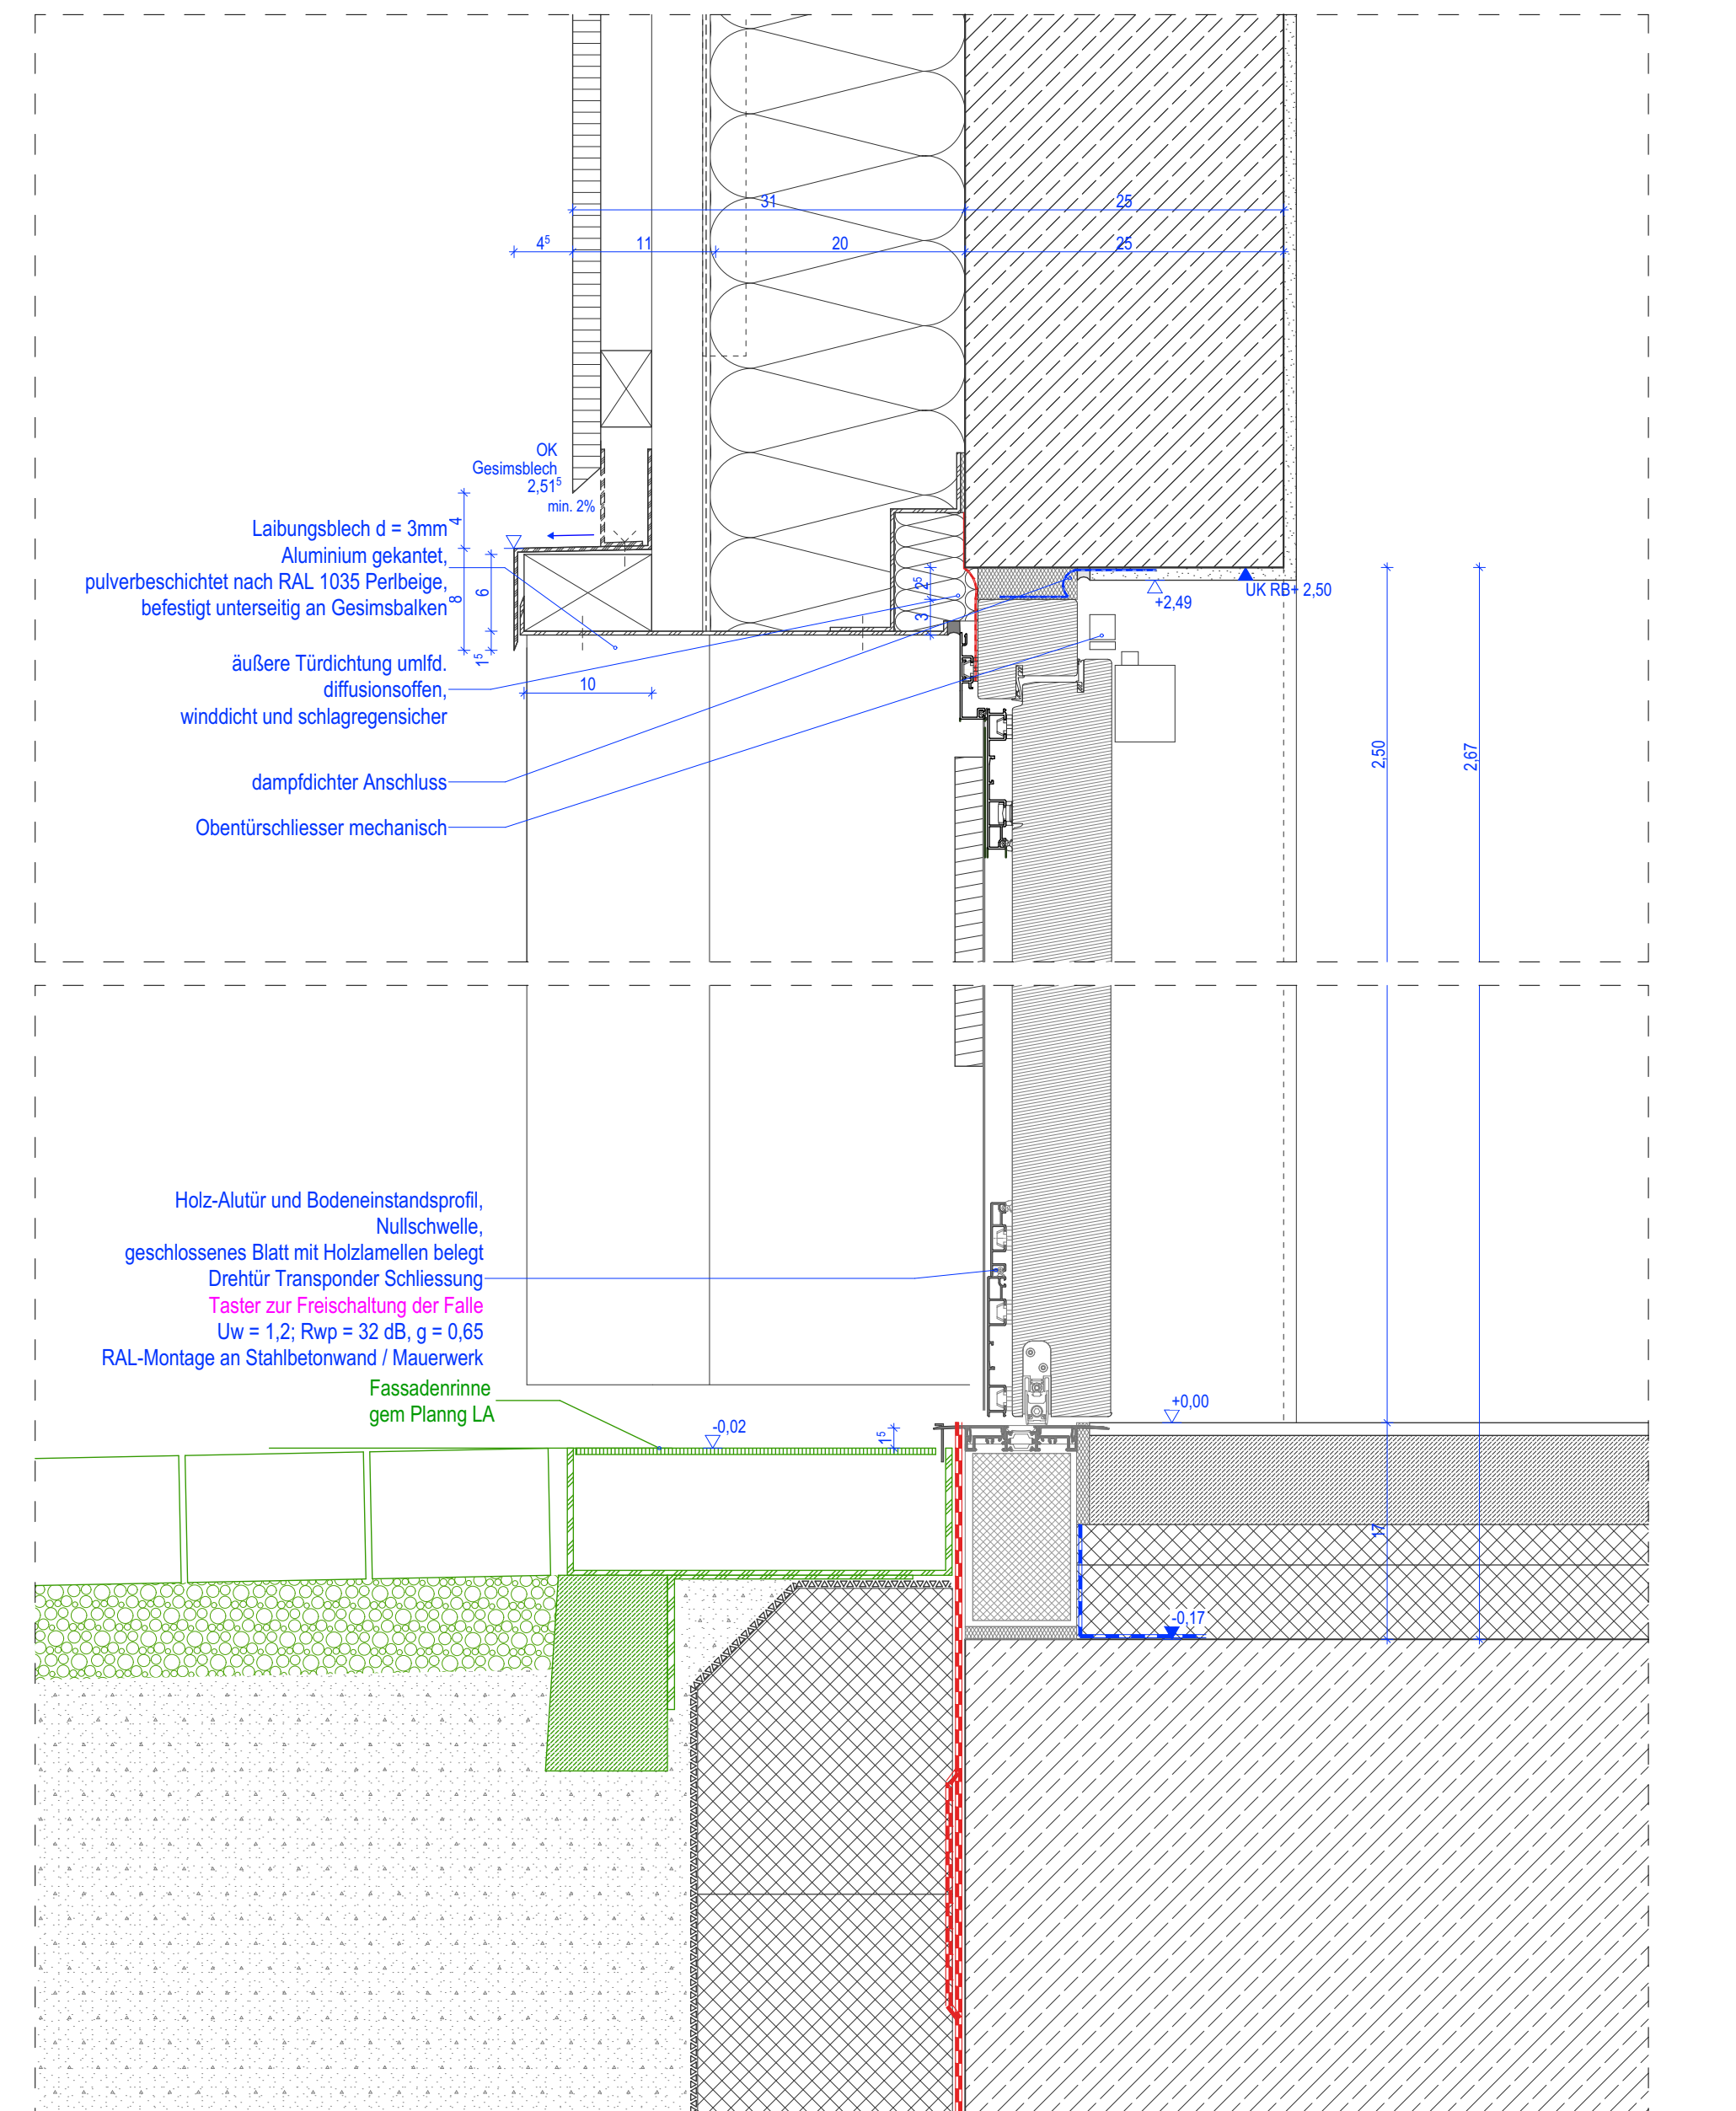 31
25
4⁵
11
20
25
OK
Gesimsblech
2,51⁵
min. 2%
4
8
6
1⁵
10
2⁵
3
Laibungsblech d = 3mm
Aluminium gekantet,
pulverbeschichtet nach RAL 1035 Perlbeige,
befestigt unterseitig an Gesimsbalken
äußere Türdichtung umlfd.
diffusionsoffen,
winddicht und schlagregensicher
dampfdichter Anschluss
Obentürschliesser mechanisch
+2,49
UK RB+ 2,50
2,50
2,67
Holz-Alutür und Bodeneinstandsprofil,
Nullschwelle,
geschlossenes Blatt mit Holzlamellen belegt
Drehtür Transponder Schliessung
Taster zur Freischaltung der Falle
Uw = 1,2; Rwp = 32 dB, g = 0,65
RAL-Montage an Stahlbetonwand / Mauerwerk
Fassadenrinne
gem Planng LA
-0,02
1⁵
+0,00
17
-0,17